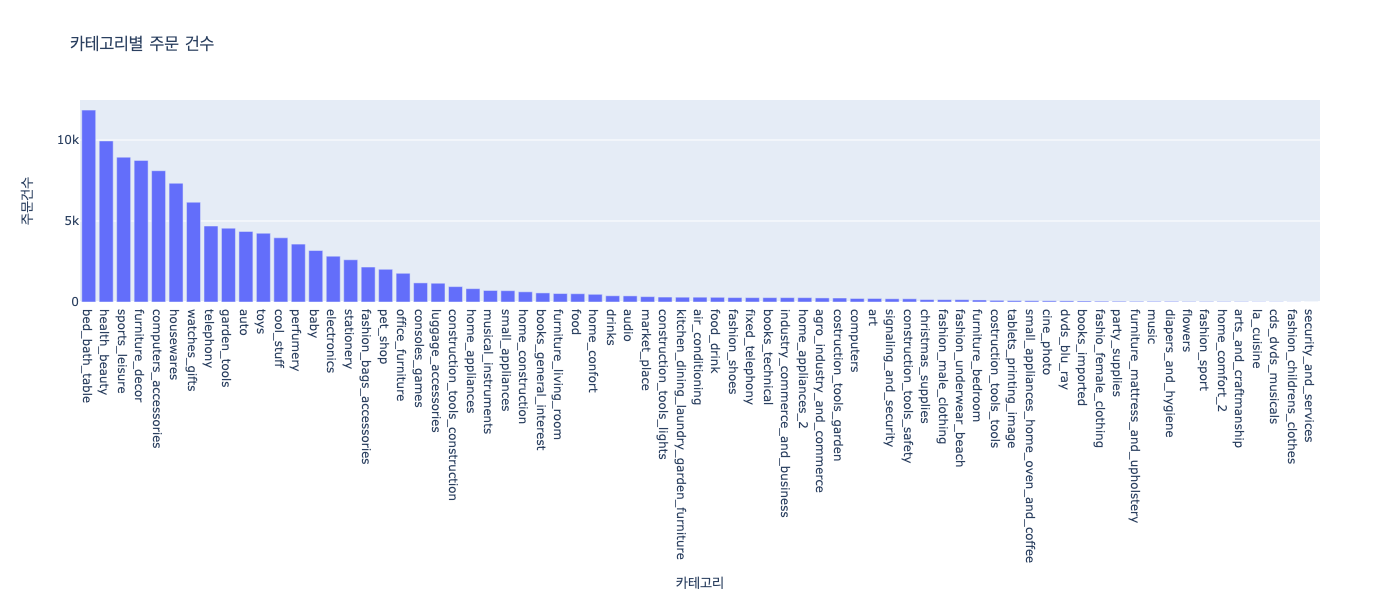 카테고리별 주문 건수
주문건수
10k
5k
0
bed_bath_table
health_beauty
sports_leisure
furniture_decor
computers_accessories
housewares
watches_gifts
telephony
garden_tools
auto
toys
cool_stuff
perfumery
baby
electronics
stationery
fashion_bags_accessories
pet_shop
office_furniture
consoles_games
luggage_accessories
construction_tools_construction
home_appliances
musical_instruments
small_appliances
home_construction
books_general_interest
furniture_living_room
food
home_confort
drinks
audio
market_place
construction_tools_lights
kitchen_dining_laundry_garden_furniture
air_conditioning
food_drink
fashion_shoes
fixed_telephony
books_technical
industry_commerce_and_business
home_appliances_2
agro_industry_and_commerce
costruction_tools_garden
computers
art
signaling_and_security
construction_tools_safety
christmas_supplies
fashion_male_clothing
fashion_underwear_beach
furniture_bedroom
costruction_tools_tools
tablets_printing_image
small_appliances_home_oven_and_coffee
cine_photo
dvds_blu_ray
books_imported
fashio_female_clothing
party_supplies
furniture_mattress_and_upholstery
music
diapers_and_hygiene
flowers
fashion_sport
home_comfort_2
arts_and_craftmanship
la_cuisine
cds_dvds_musicals
fashion_childrens_clothes
security_and_services
카테고리